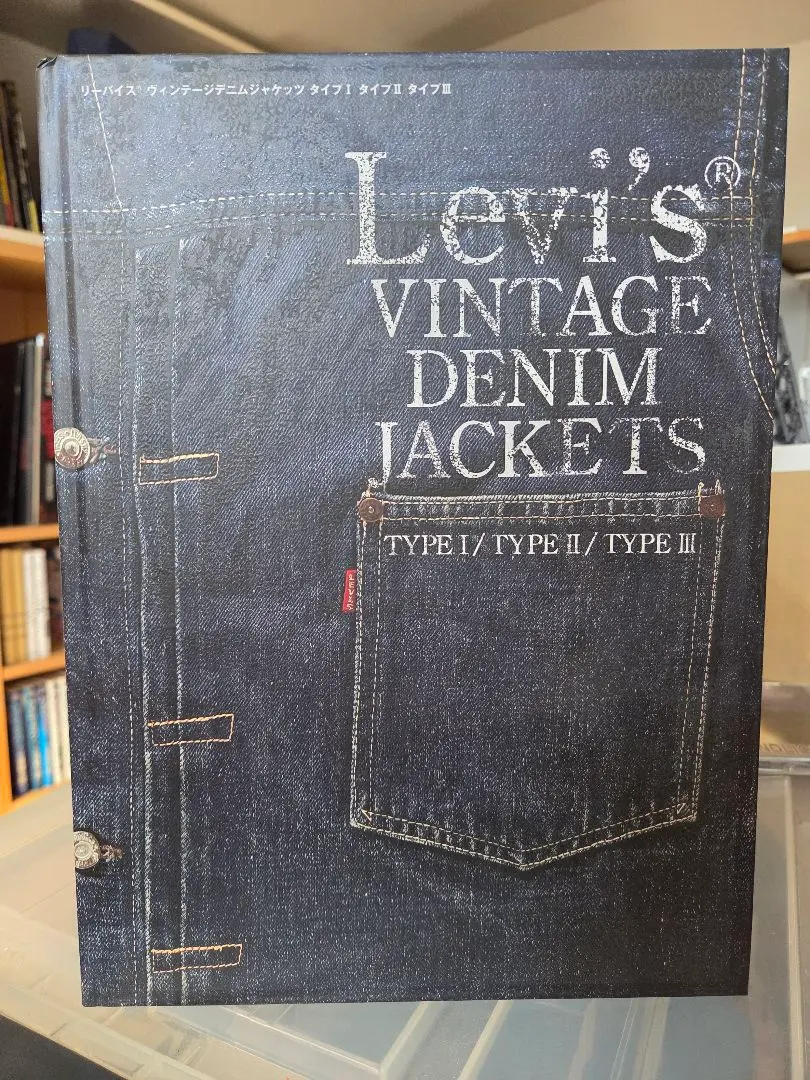 リーバイス® ヴィンテージデニムジャケッツ タイプⅠ タイプⅡ タイプⅢ
Levi's®
VINTAGE
DENIM
JACKETS
TYPE Ⅰ / TYPE Ⅱ / TYPE Ⅲ
LEVI'S